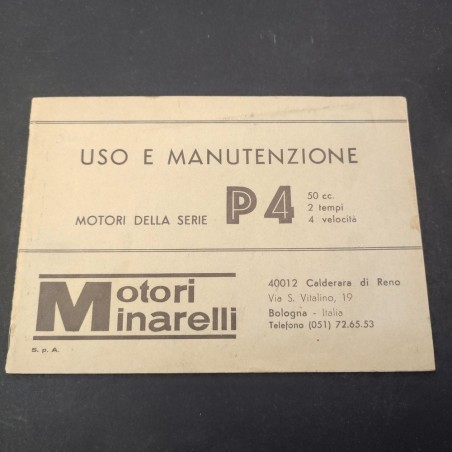 USO E MANUTENZIONE
MOTORI DELLA SERIE P4
50 cc.
2 tempi
4 velocità
Motori
Minarelli
S. p. A.
40012 Calderara di Reno
Via S. Vitalino, 19
Bologna - Italia
Telefono (051) 72.65.53